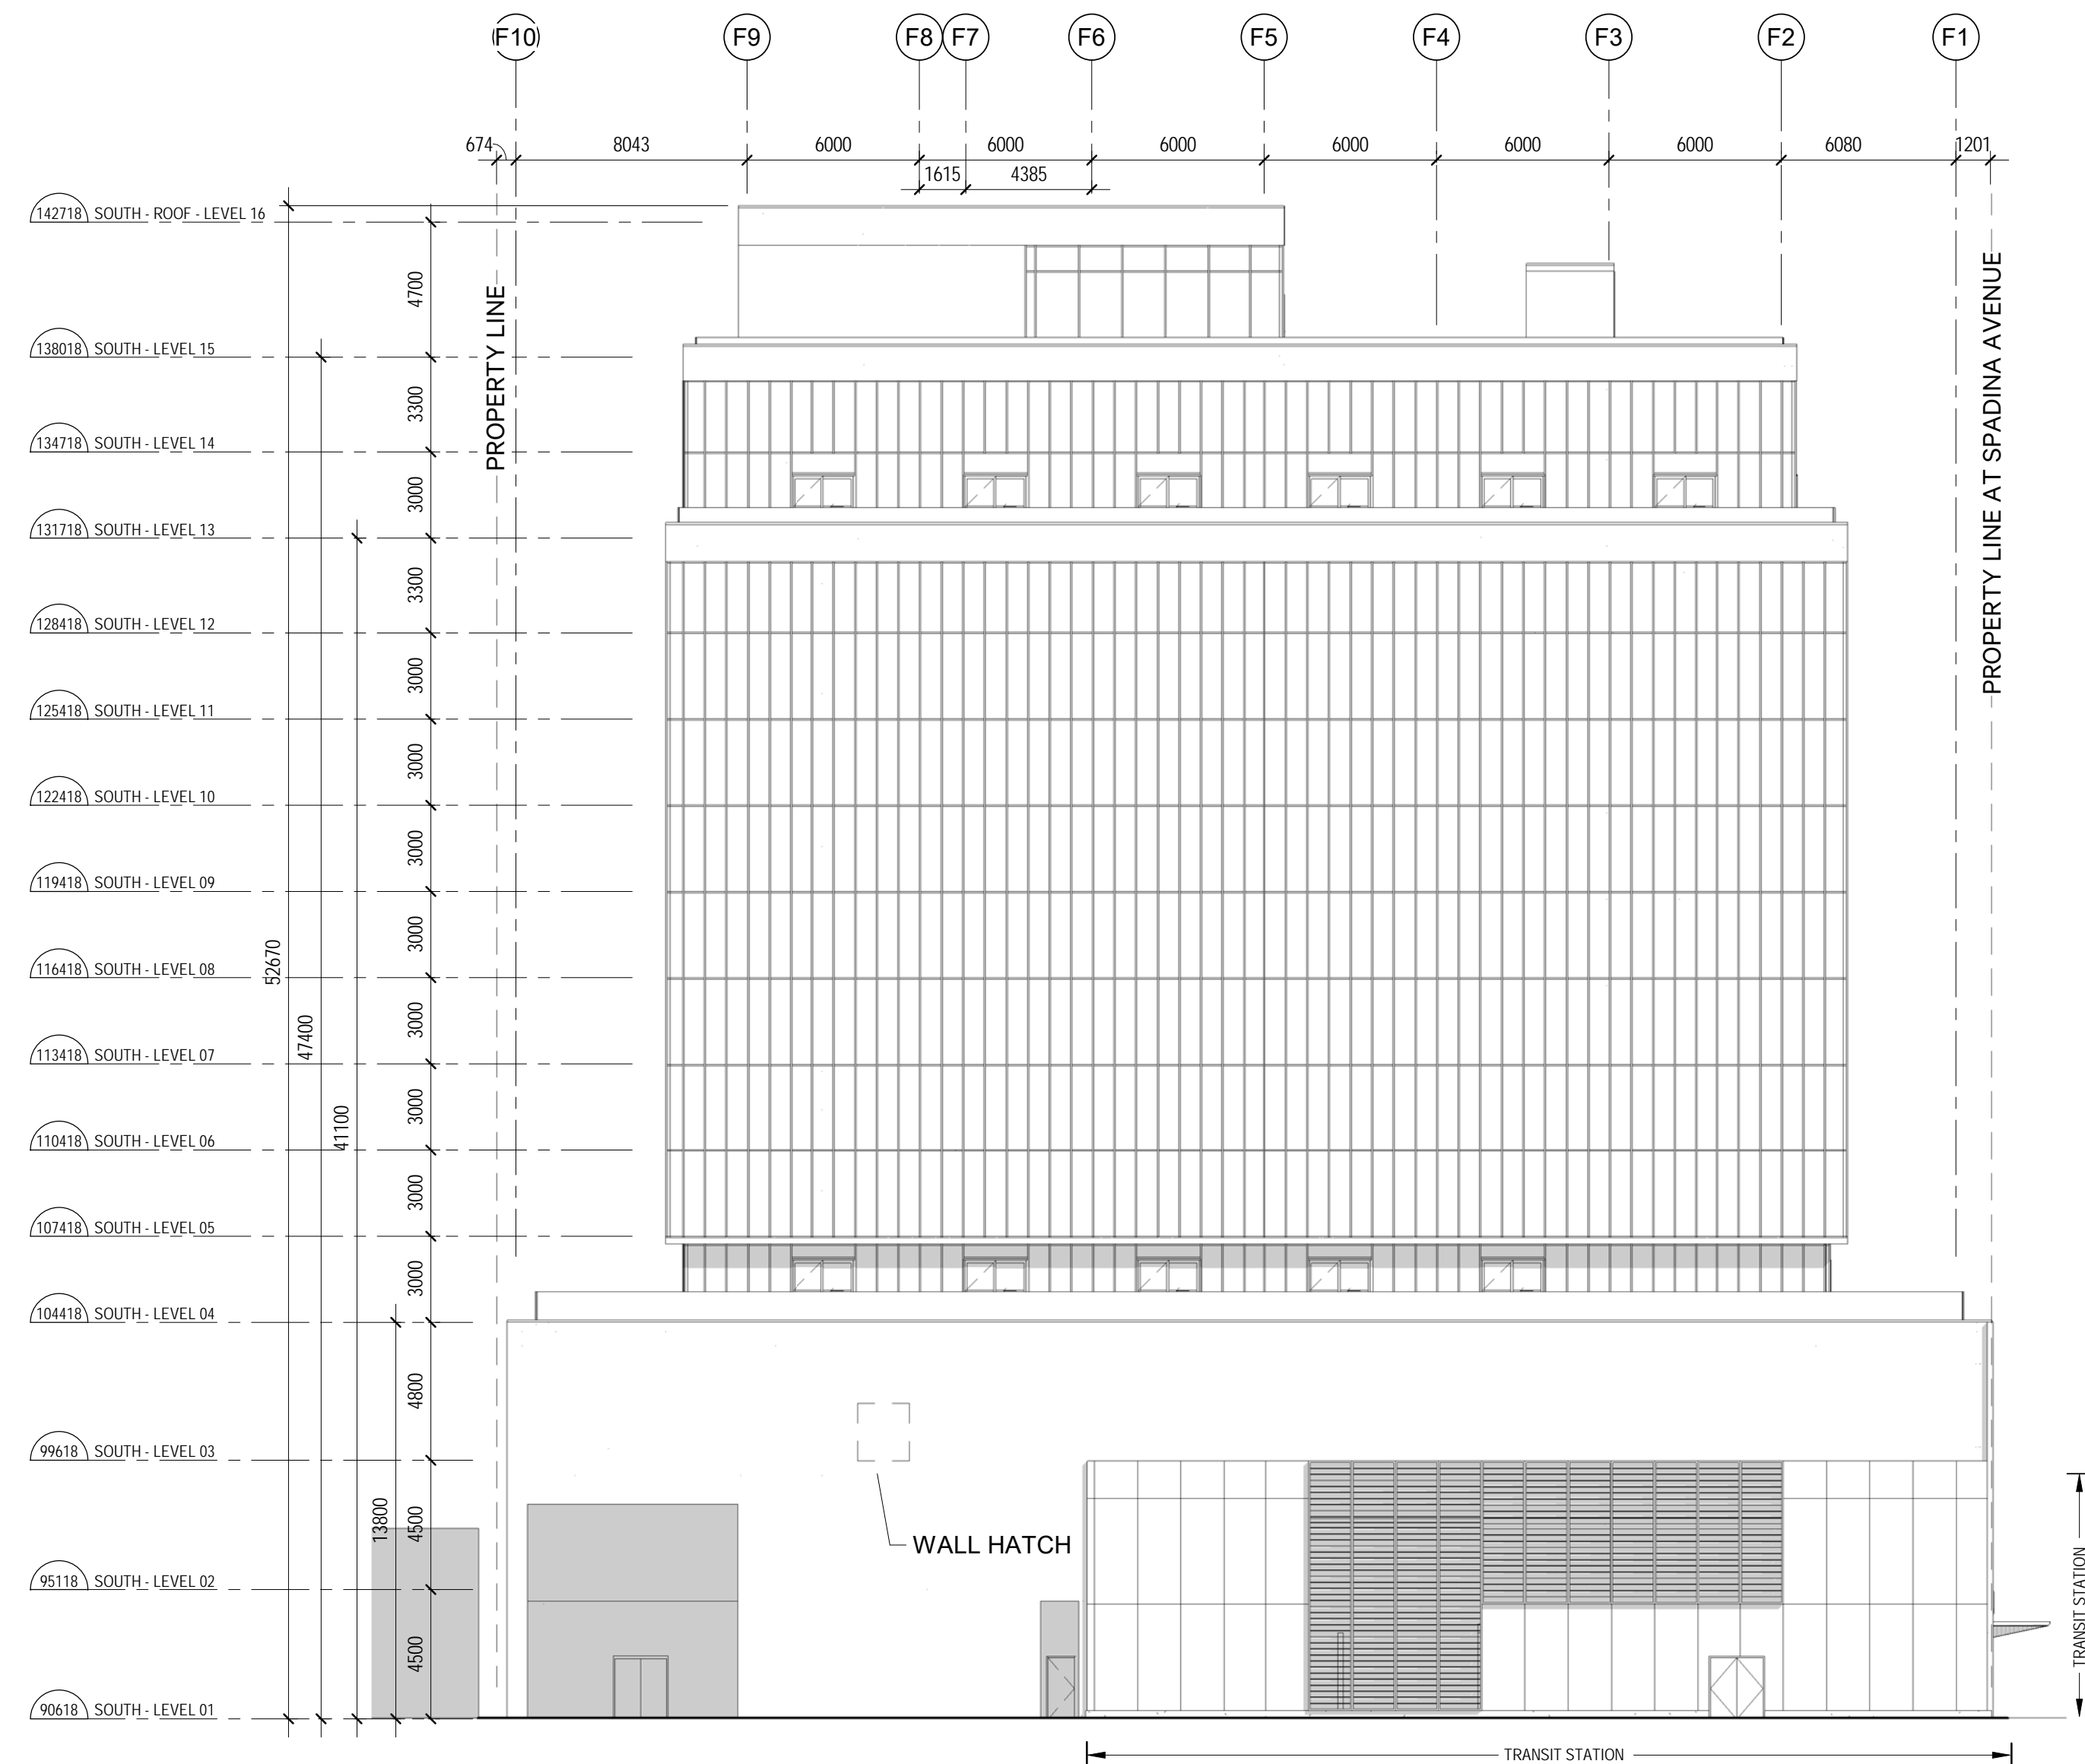 F10 F9 F8 F7 F6 F5 F4 F3 F2 F1
674 8043 6000 6000 6000 6000 6000 6000 6080 1201
1615 4385
142718 SOUTH - ROOF - LEVEL 16
4700
138018 SOUTH - LEVEL 15
3300
134718 SOUTH - LEVEL 14
3000
131718 SOUTH - LEVEL 13
3300
128418 SOUTH - LEVEL 12
3000
125418 SOUTH - LEVEL 11
3000
122418 SOUTH - LEVEL 10
3000
119418 SOUTH - LEVEL 09
3000
116418 SOUTH - LEVEL 08
3000
113418 SOUTH - LEVEL 07
3000
110418 SOUTH - LEVEL 06
3000
107418 SOUTH - LEVEL 05
3000
104418 SOUTH - LEVEL 04
4800
99618 SOUTH - LEVEL 03
4500
95118 SOUTH - LEVEL 02
4500
90618 SOUTH - LEVEL 01
52670
47400
41100
13800
PROPERTY LINE
PROPERTY LINE AT SPADINA AVENUE
WALL HATCH
TRANSIT STATION
TRANSIT STATION